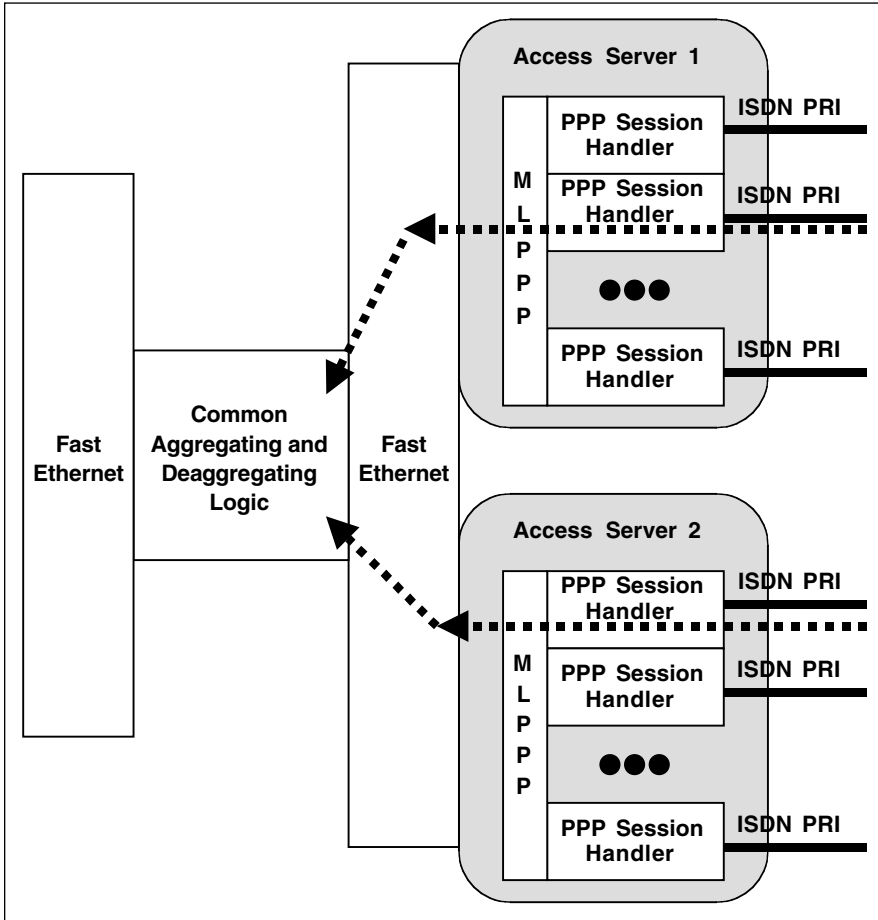 Access Server 1
M
L
P
P
P
PPP Session
Handler
ISDN PRI
PPP Session
Handler
ISDN PRI
PPP Session
Handler
ISDN PRI
Fast
Ethernet
Common
Aggregating and
Deaggregating
Logic
Fast
Ethernet
Access Server 2
M
L
P
P
P
PPP Session
Handler
ISDN PRI
PPP Session
Handler
ISDN PRI
PPP Session
Handler
ISDN PRI